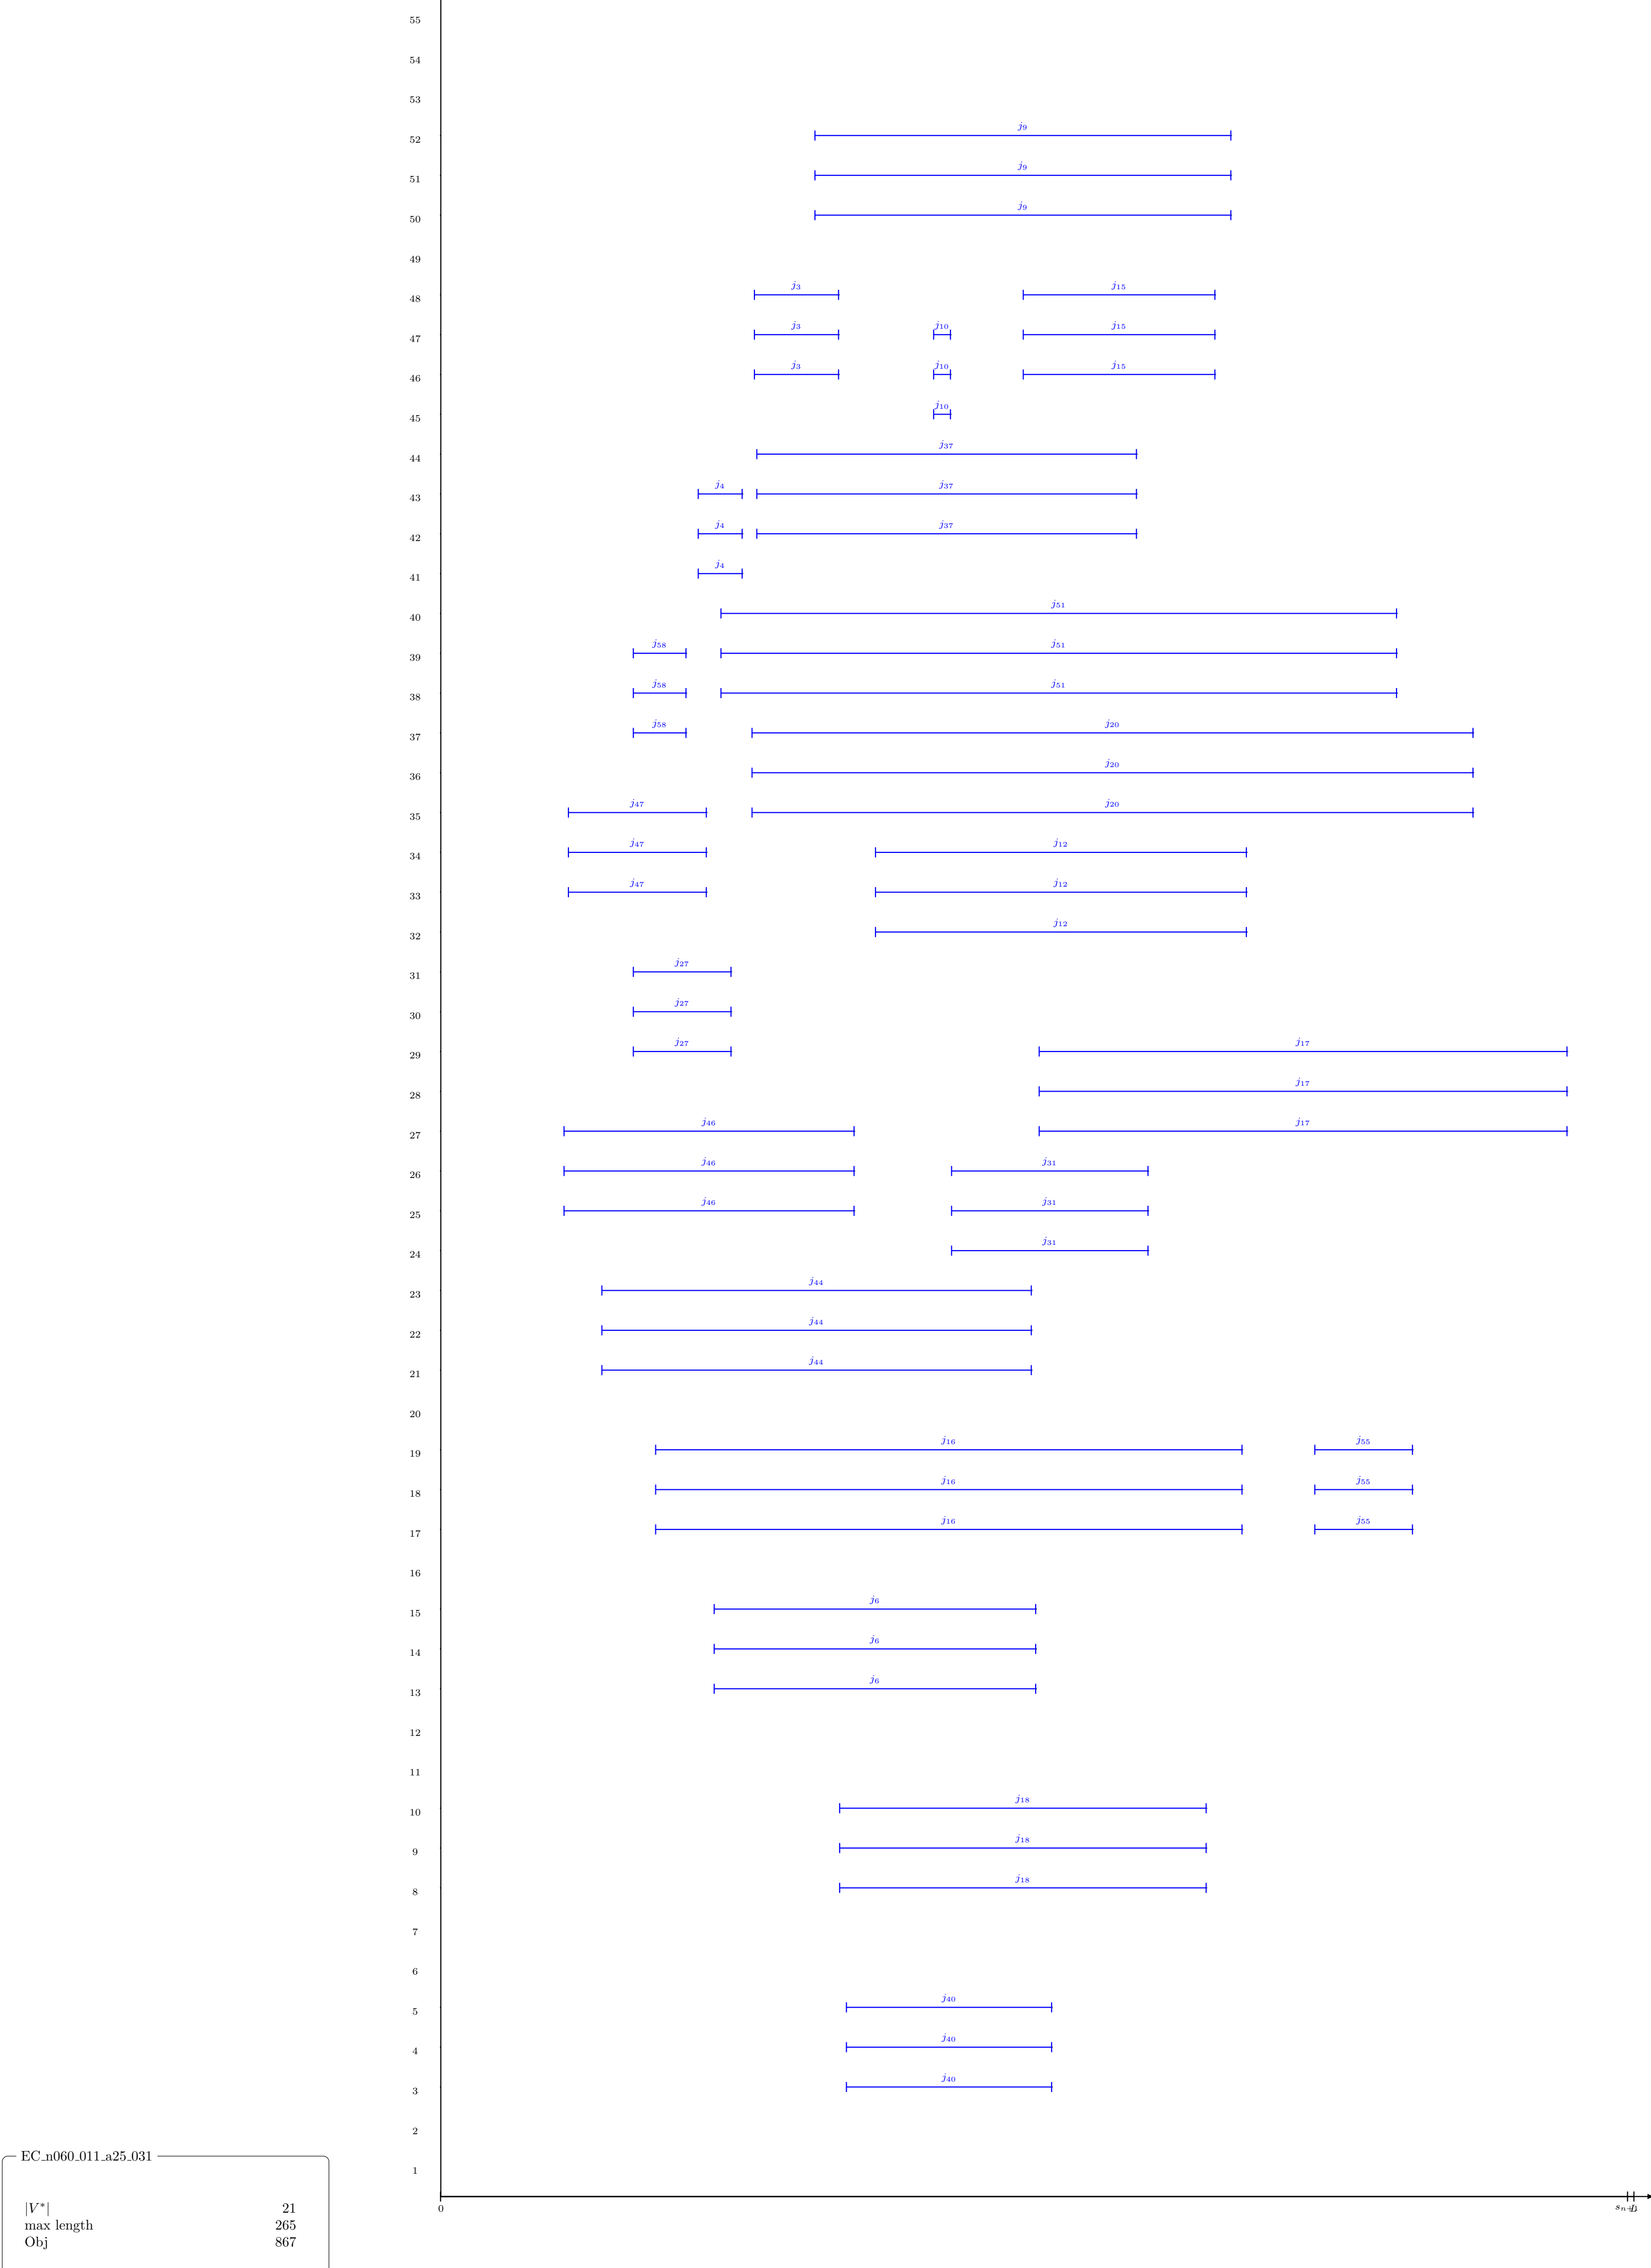 55
54
53
j9
52
j9
51
j9
50
49
j3 j15
48
j3 j10 j15
47
j3 j10 j15
46
j10
45
j37
44
j4 j37
43
j4 j37
42
j4
41
j51
40
j58 j51
39
j58 j51
38
j58 j20
37
j20
36
j47 j20
35
j47 j12
34
j47 j12
33
j12
32
j27
31
j27
30
j27 j17
29
j17
28
j46 j17
27
j46 j31
26
j46 j31
25
j31
24
j44
23
j44
22
j44
21
20
j16 j55
19
j16 j55
18
j16 j55
17
16
j6
15
j6
14
j6
13
12
11
j18
10
j18
9
j18
8
7
6
j40
5
j40
4
j40
3
2
1
0
EC_n060_011_a25_031
|V*| 21
max length 265
Obj 867